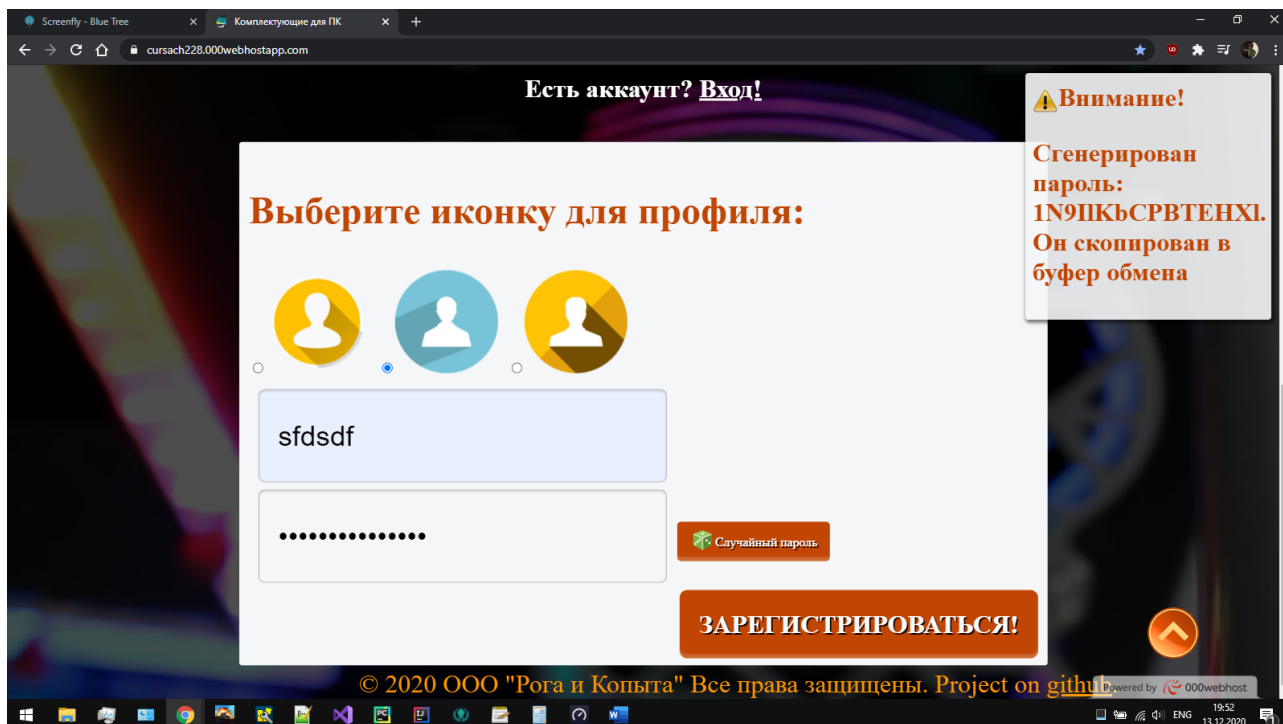 Screenfly - Blue Tree
Комплектующие для ПК
cursach228.000webhostapp.com
Есть аккаунт? Вход!
Внимание!
Сгенерирован
пароль:
1N9IlKbCPBTEHXl.
Он скопирован в
буфер обмена
Выберите иконку для профиля:
sfdsdf
•••••••••••••••
Случайный пароль
ЗАРЕГИСТРИРОВАТЬСЯ!
© 2020 ООО "Рога и Копыта" Все права защищены. Project on github
Powered by 000webhost
ENG
19:52
13.12.2020